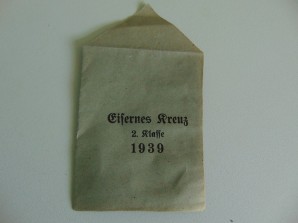 Eisernes Kreuz
2. Klasse
1939